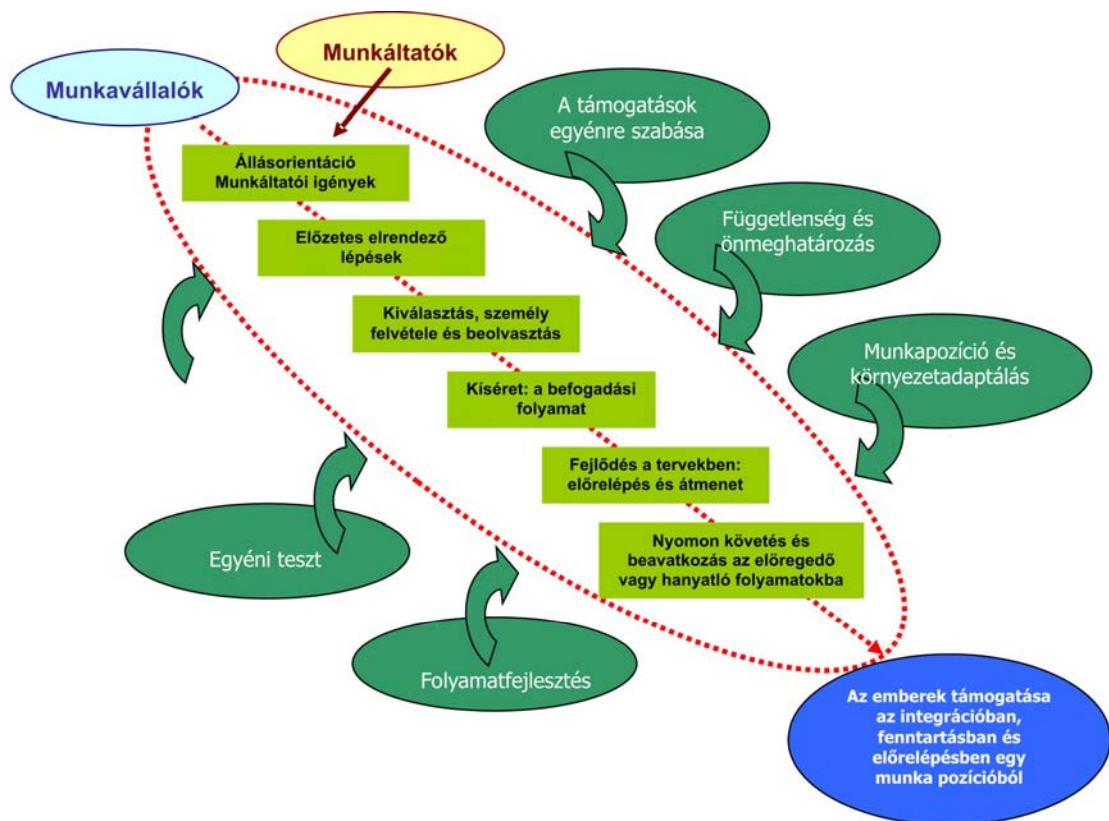 Munkáltatók
Munkavállalók
A támogatások
egyénre szabása
Állásorientáció
Munkáltatói igények
Előzetes elrendező
lépések
Függetlenség és
önmeghatározás
Kiválasztás, személy
felvétele és beolvasztás
Munkapozíció és
környezetadaptálás
Kíséret: a befogadási
folyamat
Fejlődés a tervekben:
előrelépés és átmenet
Nyomon követés és
beavatkozás az elöregedő
vagy hanyatló folyamatokba
Egyéni teszt
Folyamatfejlesztés
Az emberek támogatása
az integrációban,
fenntartásban és
előrelépésben egy
munka pozícióból